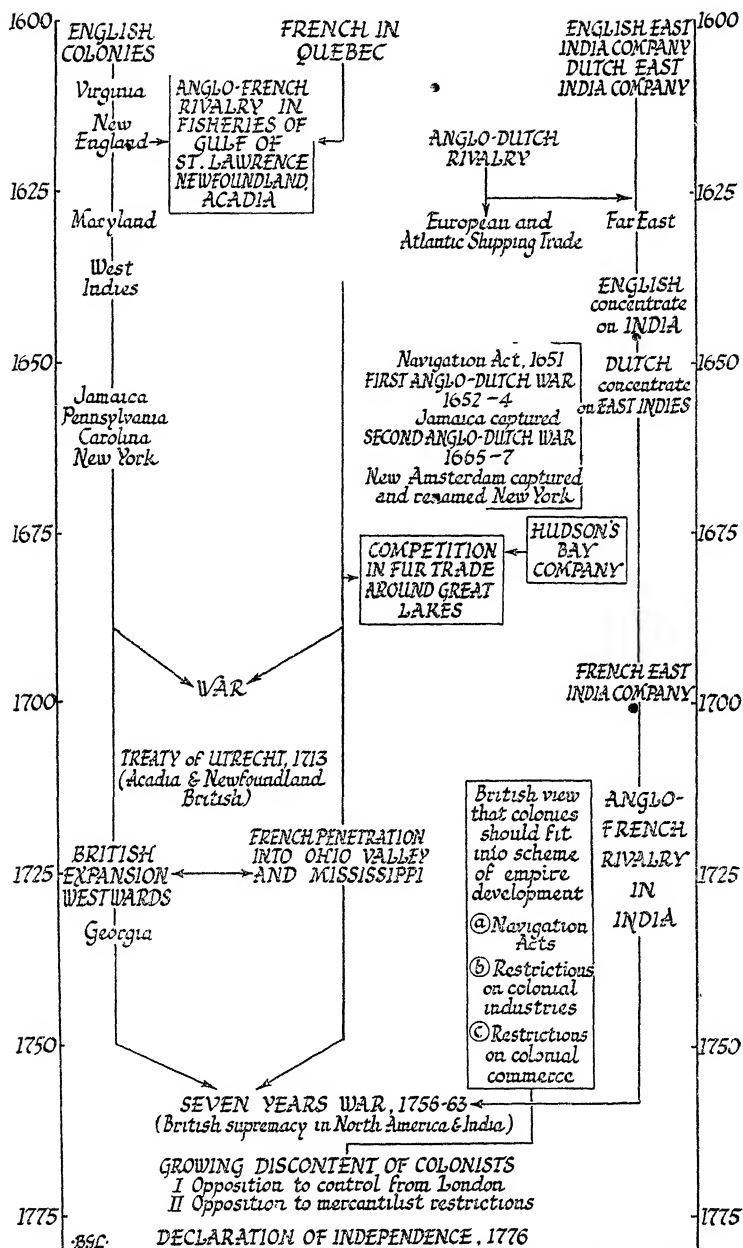 1600
ENGLISH
COLONIES
FRENCH IN
QUEBEC
ENGLISH EAST
INDIA COMPANY
DUTCH EAST
INDIA COMPANY
1600
Virginia
New
England
ANGLO-FRENCH
RIVALRY IN
FISHERIES OF
GULF OF
ST. LAWRENCE
NEWFOUNDLAND,
ACADIA
ANGLO-DUTCH
RIVALRY
1625
1625
Maryland
European and
Atlantic Shipping Trade
Far East
West
Indies
ENGLISH
concentrate
on INDIA
1650
1650
Navigation Act, 1651
FIRST ANGLO-DUTCH WAR
1652-4
Jamaica captured
SECOND ANGLO-DUTCH WAR
1665-7
New Amsterdam captured
and renamed New York
DUTCH
concentrate
on EAST INDIES
Jamaica
Pennsylvania
Carolina
New York
1675
1675
COMPETITION
IN FUR TRADE
AROUND GREAT
LAKES
HUDSON'S
BAY
COMPANY
WAR
FRENCH EAST
INDIA COMPANY
1700
1700
TREATY of UTRECHT, 1713
(Acadia & Newfoundland
British)
British view
that colonies
should fit
into scheme
of empire
development
ⓐ Navigation
Acts
ⓑ Restrictions
on colonial
industries
ⓒ Restrictions
on colonial
commerce
ANGLO-
FRENCH
RIVALRY
IN
INDIA
1725
BRITISH
EXPANSION
WESTWARDS
FRENCH PENETRATION
INTO OHIO VALLEY
AND MISSISSIPPI
1725
Georgia
1750
1750
SEVEN YEARS WAR, 1756-63
(British supremacy in North America & India)
GROWING DISCONTENT OF COLONISTS
I Opposition to control from London
II Opposition to mercantilist restrictions
1775
1775
·BGL·
DECLARATION OF INDEPENDENCE, 1776